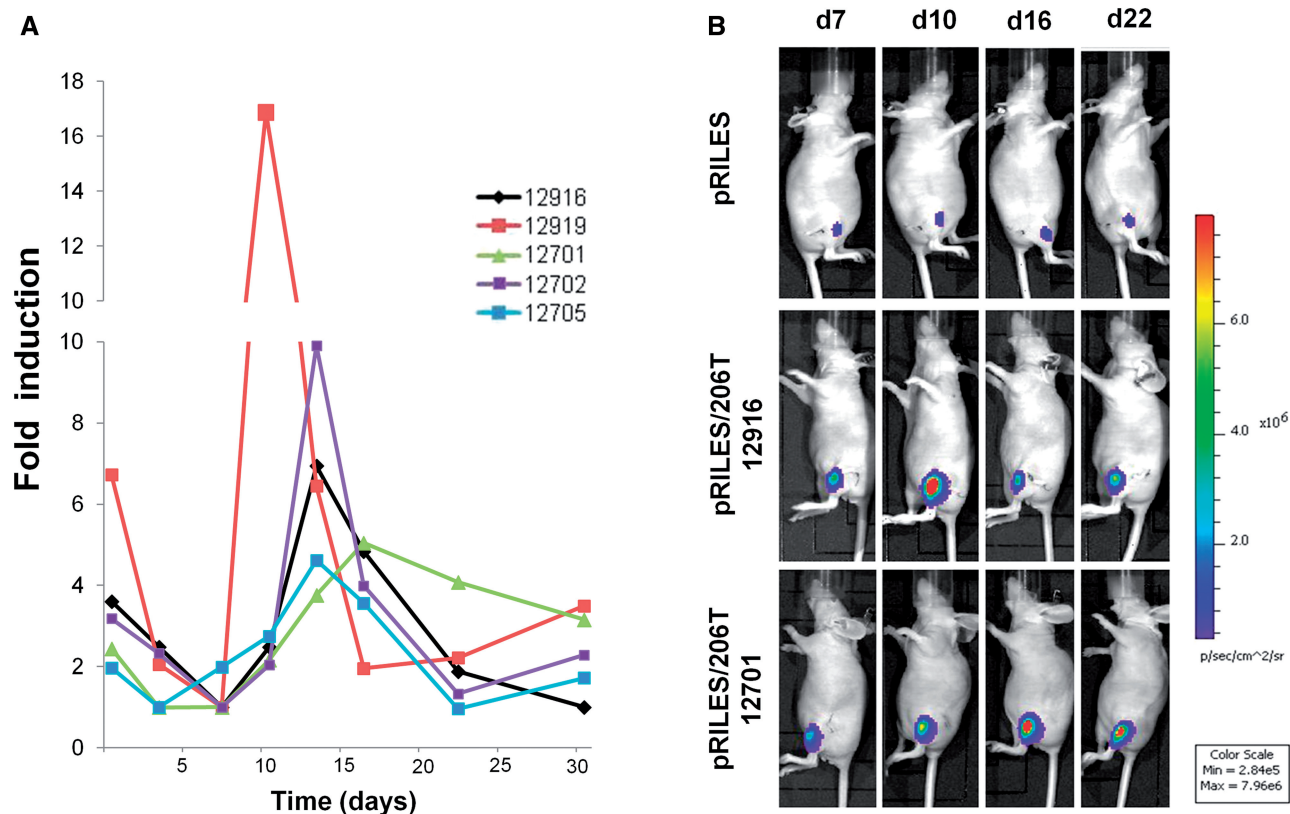 A
Fold induction
18
16
14
12
10
10
8
6
4
2
0
5
10
15
20
25
30
Time (days)
12916
12919
12701
12702
12705
B
d7
d10
d16
d22
pRILES
pRILES/206T
12916
pRILES/206T
12701
6.0
4.0
x10⁶
2.0
p/sec/cm^2/sr
Color Scale
Min = 2.84e5
Max = 7.96e6